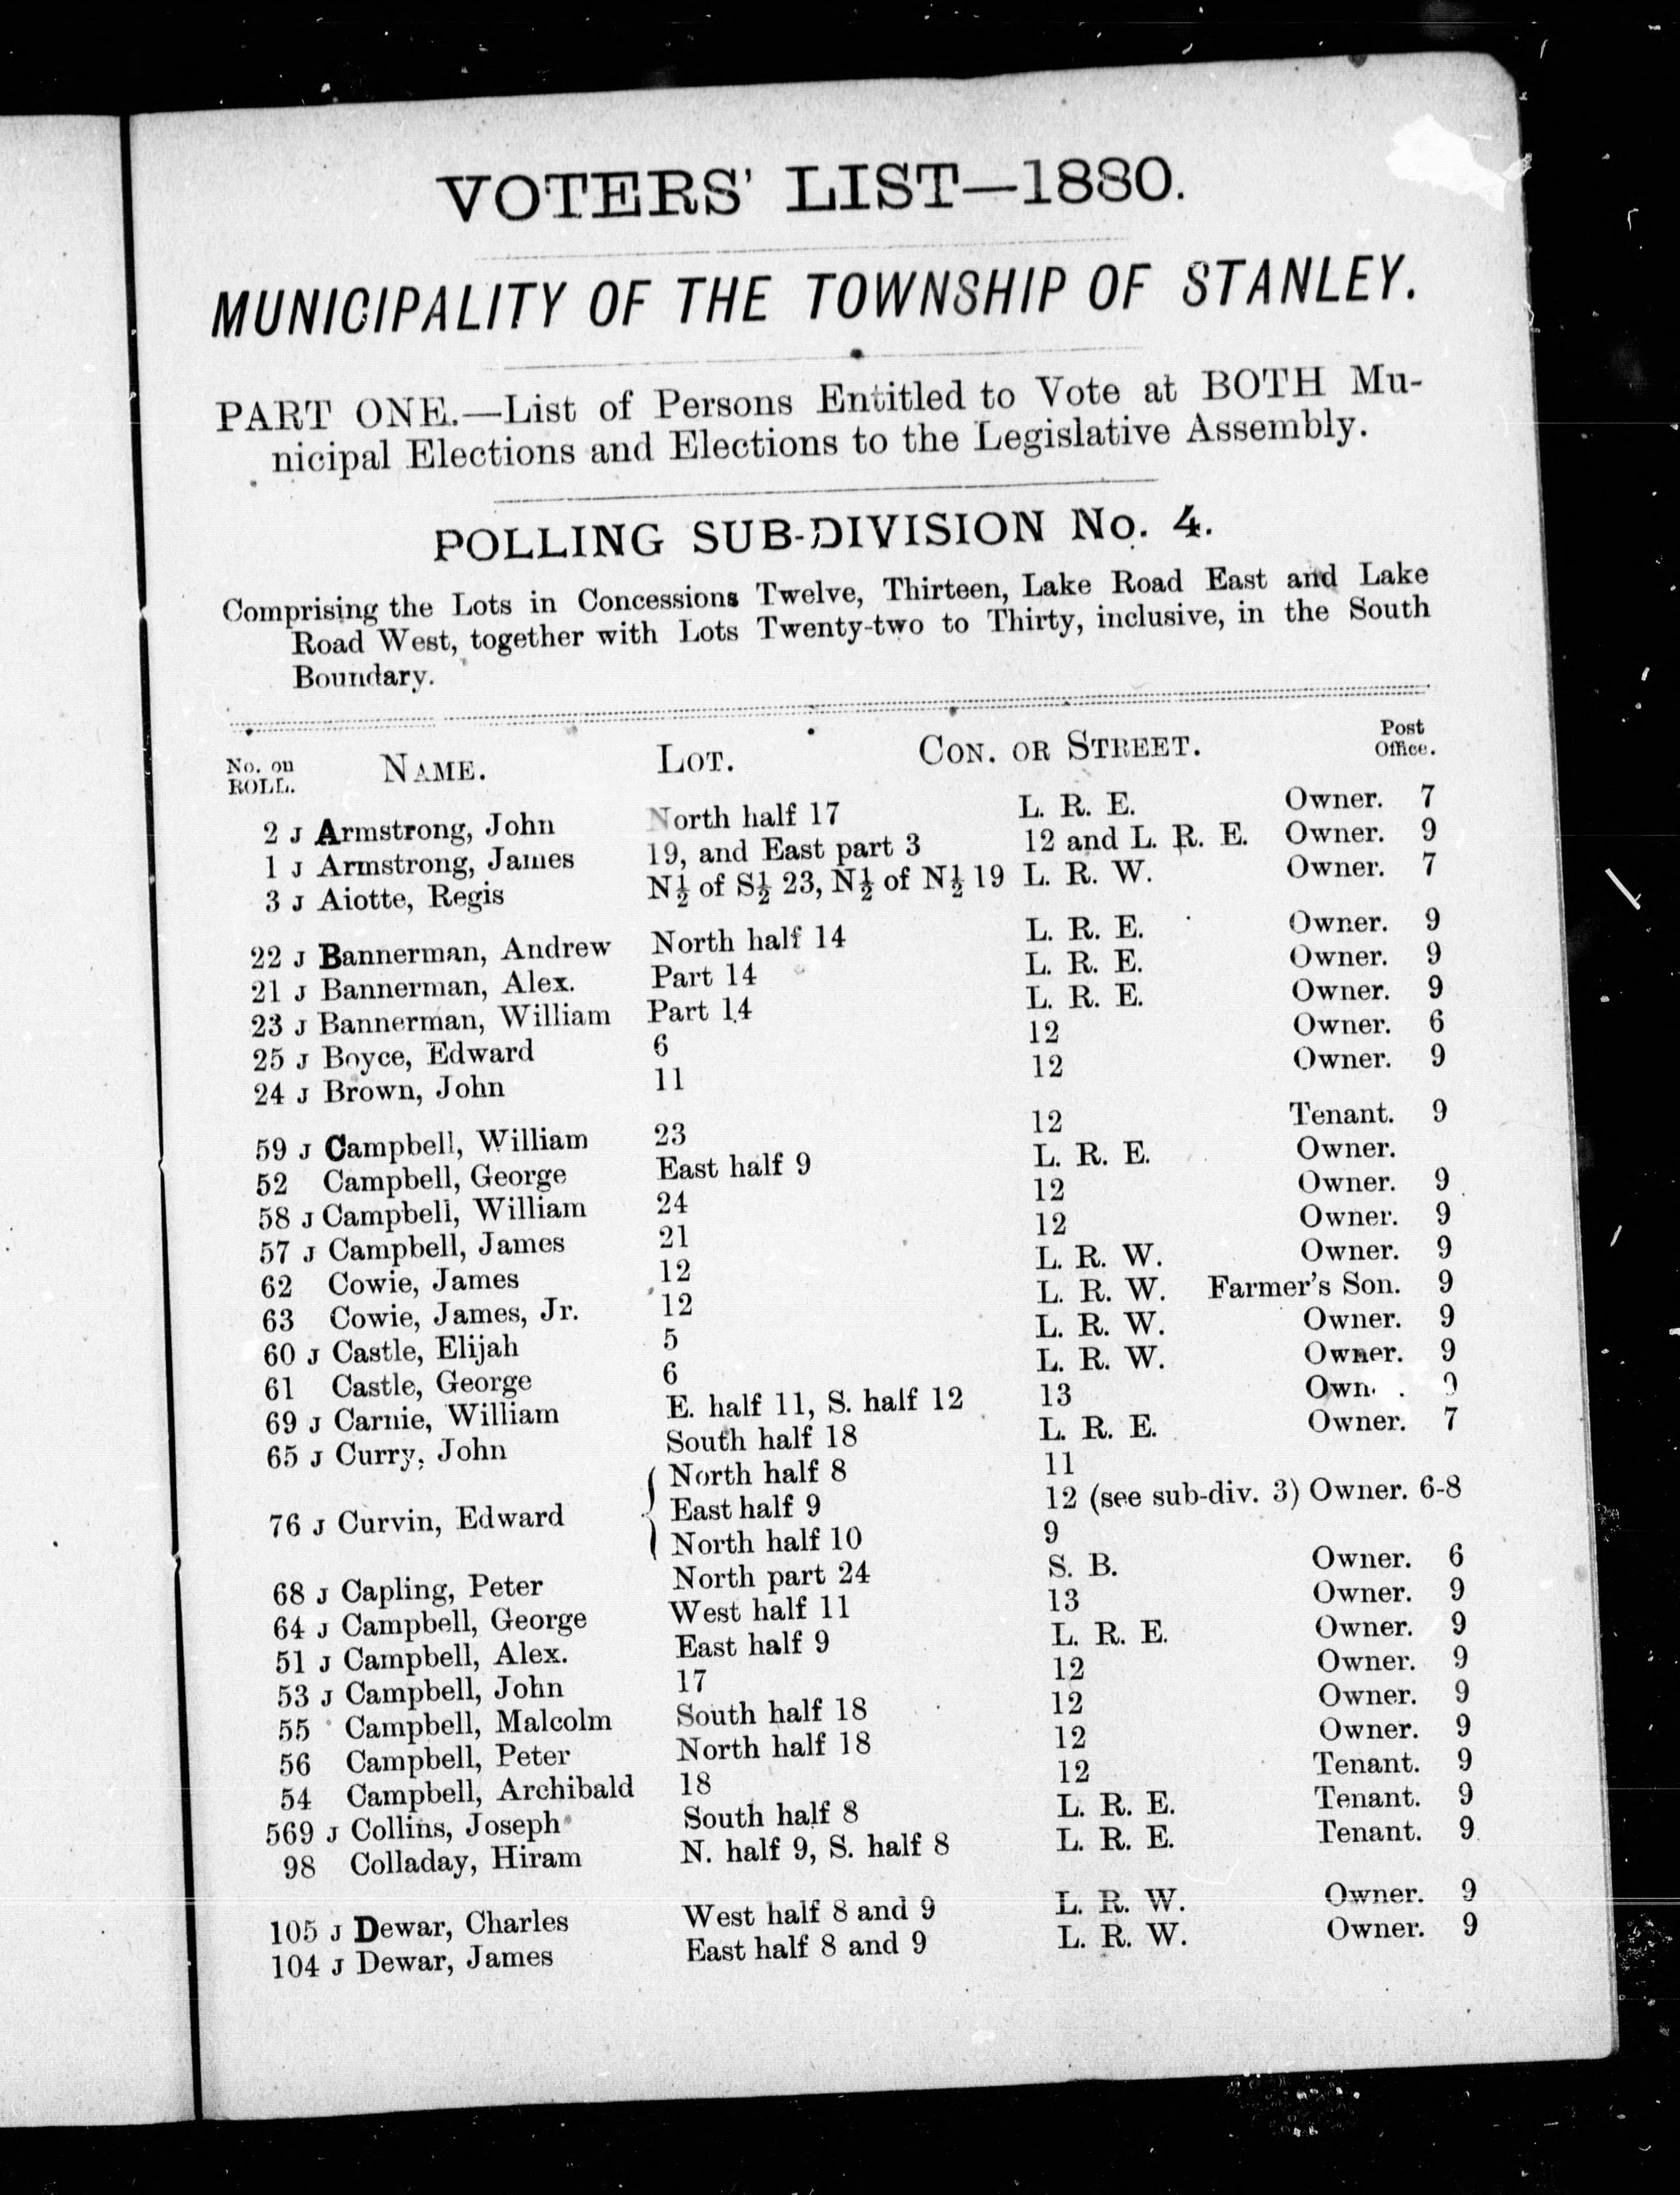 VOTERS' LIST—1880.
MUNICIPALITY OF THE TOWNSHIP OF STANLEY.
PART ONE.—List of Persons Entitled to Vote at BOTH Mu-
nicipal Elections and Elections to the Legislative Assembly.
POLLING SUB-DIVISION No. 4.
Comprising the Lots in Concessions Twelve, Thirteen, Lake Road East and Lake
Road West, together with Lots Twenty-two to Thirty, inclusive, in the South
Boundary.
No. on ROLL. NAME. LOT. CON. OR STREET. Post Office.
2 J Armstrong, John North half 17 L. R. E. Owner. 7
1 J Armstrong, James 19, and East part 3 12 and L. R. E. Owner. 9
3 J Aiotte, Regis N½ of S½ 23, N½ of N½ 19 L. R. W. Owner. 7
22 J Bannerman, Andrew North half 14 L. R. E. Owner. 9
21 J Bannerman, Alex. Part 14 L. R. E. Owner. 9
23 J Bannerman, William Part 14 L. R. E. Owner. 9
25 J Boyce, Edward 6 12 Owner. 6
24 J Brown, John 11 12 Owner. 9
59 J Campbell, William 23 12 Tenant. 9
52 Campbell, George East half 9 L. R. E. Owner.
58 J Campbell, William 24 12 Owner. 9
57 J Campbell, James 21 12 Owner. 9
62 Cowie, James 12 L. R. W. Owner. 9
63 Cowie, James, Jr. 12 L. R. W. Farmer's Son. 9
60 J Castle, Elijah 5 L. R. W. Owner. 9
61 Castle, George 6 L. R. W. Owner. 9
69 J Carnie, William E. half 11, S. half 12 13 Own. . 9
65 J Curry, John South half 18 L. R. E. Owner. 7
North half 8 11
76 J Curvin, Edward East half 9 12 (see sub-div. 3) Owner. 6-8
North half 10 9
68 J Capling, Peter North part 24 S. B. Owner. 6
64 J Campbell, George West half 11 13 Owner. 9
51 J Campbell, Alex. East half 9 L. R. E. Owner. 9
53 J Campbell, John 17 12 Owner. 9
55 Campbell, Malcolm South half 18 12 Owner. 9
56 Campbell, Peter North half 18 12 Owner. 9
54 Campbell, Archibald 18 12 Tenant. 9
569 J Collins, Joseph South half 8 L. R. E. Tenant. 9
98 Colladay, Hiram N. half 9, S. half 8 L. R. E. Tenant. 9
105 J Dewar, Charles West half 8 and 9 L. R. W. Owner. 9
104 J Dewar, James East half 8 and 9 L. R. W. Owner. 9